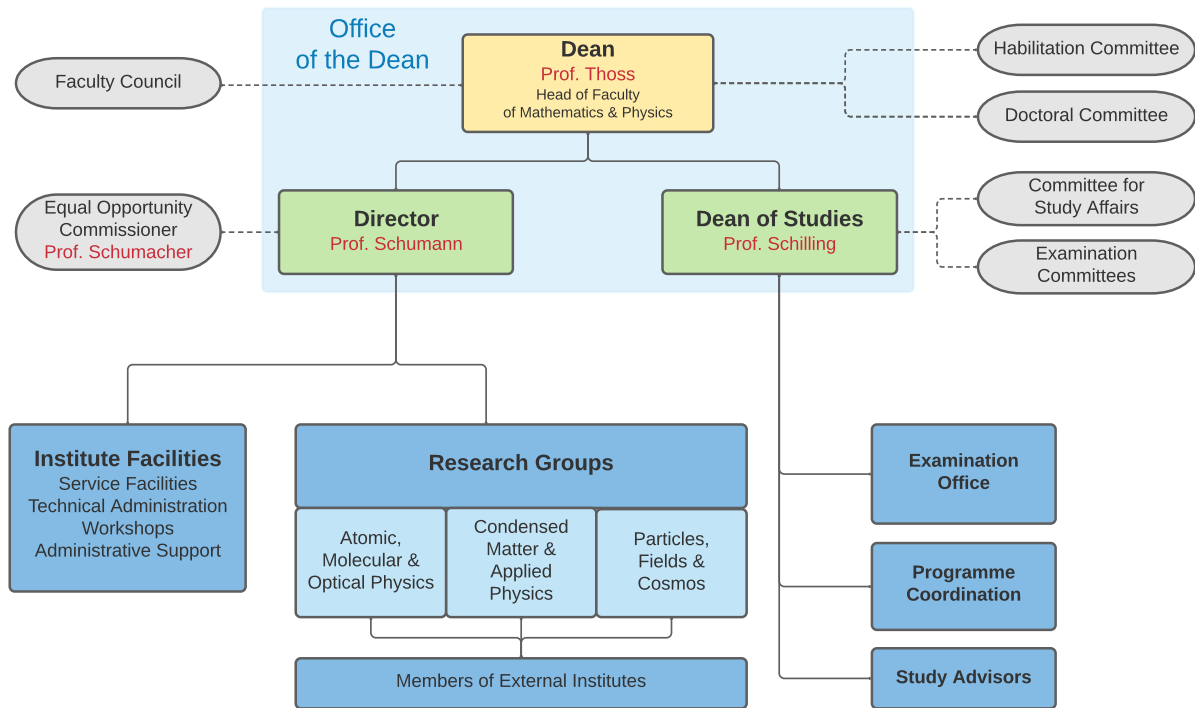 Office
of the Dean
Dean
Prof. Thoss
Head of Faculty
of Mathematics & Physics
Faculty Council
Habilitation Committee
Doctoral Committee
Equal Opportunity
Commissioner
Prof. Schumacher
Director
Prof. Schumann
Dean of Studies
Prof. Schilling
Committee for
Study Affairs
Examination
Committees
Institute Facilities
Service Facilities
Technical Administration
Workshops
Administrative Support
Research Groups
Atomic,
Molecular &
Optical Physics
Condensed
Matter &
Applied
Physics
Particles,
Fields &
Cosmos
Members of External Institutes
Examination
Office
Programme
Coordination
Study Advisors